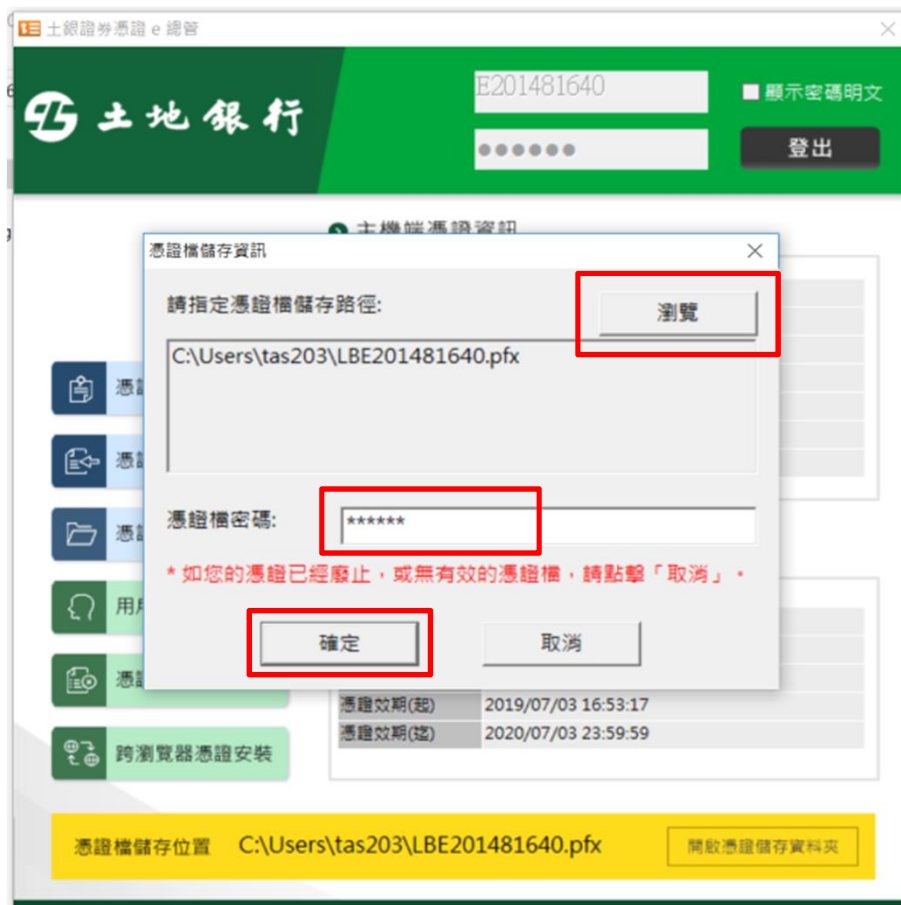 土銀證券憑證 e 總管
土地銀行
E201481640
顯示密碼明文
●●●●●●
登出
主機端憑證資訊
憑證檔儲存資訊
請指定憑證檔儲存路徑:
瀏覽
C:\Users\tas203\LBE201481640.pfx
憑證檔密碼:
******
* 如您的憑證已經廢止，或無有效的憑證檔，請點擊「取消」。
確定
取消
憑
憑
憑
用
憑
憑證效期(起) 2019/07/03 16:53:17
憑證效期(迄) 2020/07/03 23:59:59
跨瀏覽器憑證安裝
憑證檔儲存位置 C:\Users\tas203\LBE201481640.pfx
開啟憑證儲存資料夾